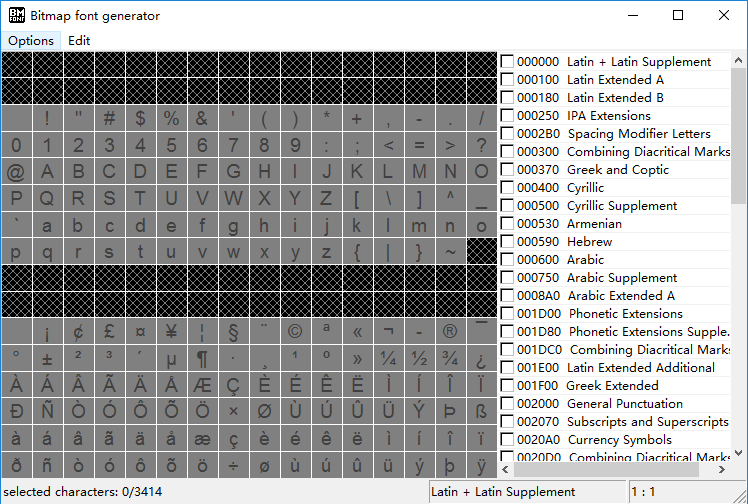 BM FONT Bitmap font generator
Options Edit
! " # $ % & ' ( ) * + , - . /
0 1 2 3 4 5 6 7 8 9 : ; < = > ?
@ A B C D E F G H I J K L M N O
P Q R S T U V W X Y Z [ \ ] ^ _
` a b c d e f g h i j k l m n o
p q r s t u v w x y z { | } ~
¡ ¢ £ ¤ ¥ ¦ § ¨ © ª « ¬ - ® ¯
° ± ² ³ ´ µ ¶ · ¸ ¹ º » ¼ ½ ¾ ¿
À Á Â Ã Ä Å Æ Ç È É Ê Ë Ì Í Î Ï
Ð Ñ Ò Ó Ô Õ Ö × Ø Ù Ú Û Ü Ý Þ ß
à á â ã ä å æ ç è é ê ë ì í î ï
ð ñ ò ó ô õ ö ÷ ø ù ú û ü ý þ ÿ
000000 Latin + Latin Supplement
000100 Latin Extended A
000180 Latin Extended B
000250 IPA Extensions
0002B0 Spacing Modifier Letters
000300 Combining Diacritical Marks
000370 Greek and Coptic
000400 Cyrillic
000500 Cyrillic Supplement
000530 Armenian
000590 Hebrew
000600 Arabic
000750 Arabic Supplement
0008A0 Arabic Extended A
001D00 Phonetic Extensions
001D80 Phonetic Extensions Supple...
001DC0 Combining Diacritical Marks
001E00 Latin Extended Additional
001F00 Greek Extended
002000 General Punctuation
002070 Subscripts and Superscripts
0020A0 Currency Symbols
0020D0 Combining Diacritical Marks
selected characters: 0/3414
Latin + Latin Supplement
1 : 1